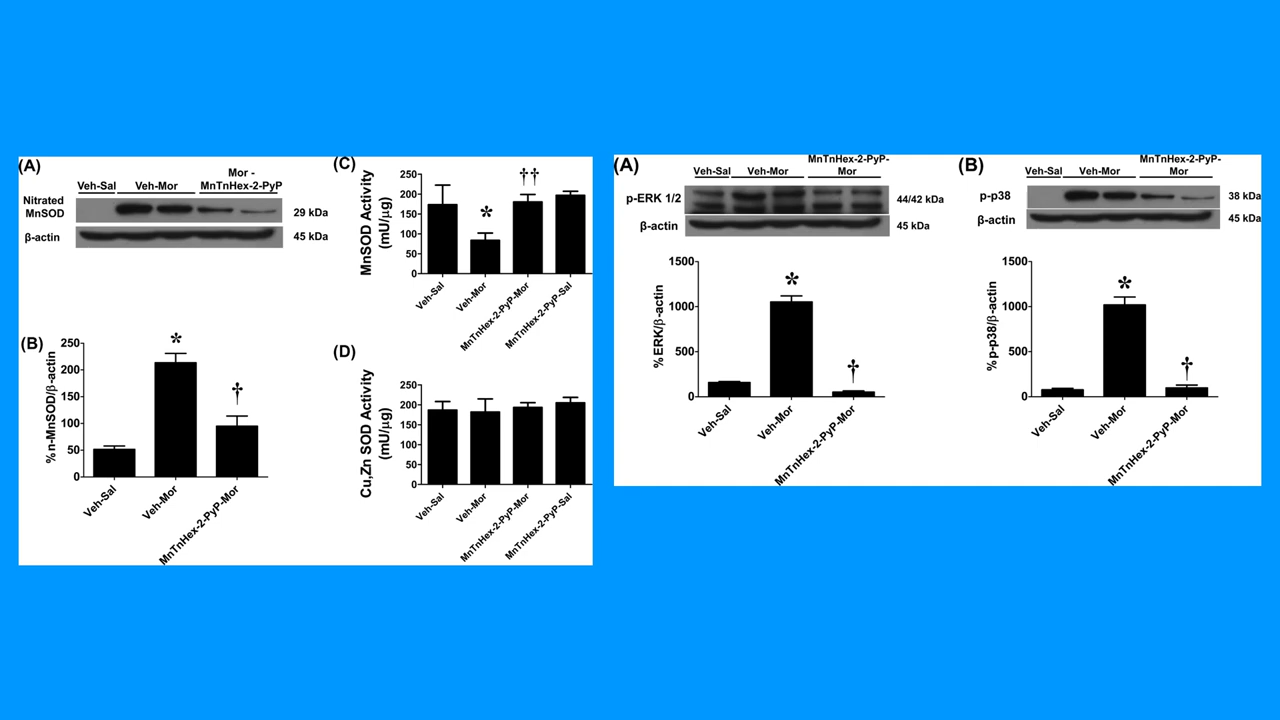 (A)
Veh-Sal Veh-Mor Mor -
MnTnHex-2-PyP
Nitrated
MnSOD
29 kDa
β-actin
45 kDa
(B)
%n-MnSOD/β-actin
250
200
150
100
50
0
*
†
Veh-Sal
Veh-Mor
MnTnHex-2-PyP-Mor
(C)
MnSOD Activity
(mU/µg)
250
200
150
100
50
0
*
††
Veh-Sal
Veh-Mor
MnTnHex-2-PyP-Mor
MnTnHex-2-PyP-Sal
(D)
Cu,Zn SOD Activity
(mU/µg)
250
200
150
100
50
0
Veh-Sal
Veh-Mor
MnTnHex-2-PyP-Mor
MnTnHex-2-PyP-Sal
(A)
Veh-Sal Veh-Mor MnTnHex-2-PyP-
Mor
p-ERK 1/2
44/42 kDa
β-actin
45 kDa
%ERK/β-actin
1500
1000
500
0
*
†
Veh-Sal
Veh-Mor
MnTnHex-2-PyP-Mor
(B)
Veh-Sal Veh-Mor MnTnHex-2-PyP-
Mor
p-p38
38 kDa
β-actin
45 kDa
%p-p38/β-actin
1500
1000
500
0
*
†
Veh-Sal
Veh-Mor
MnTnHex-2-PyP-Mor